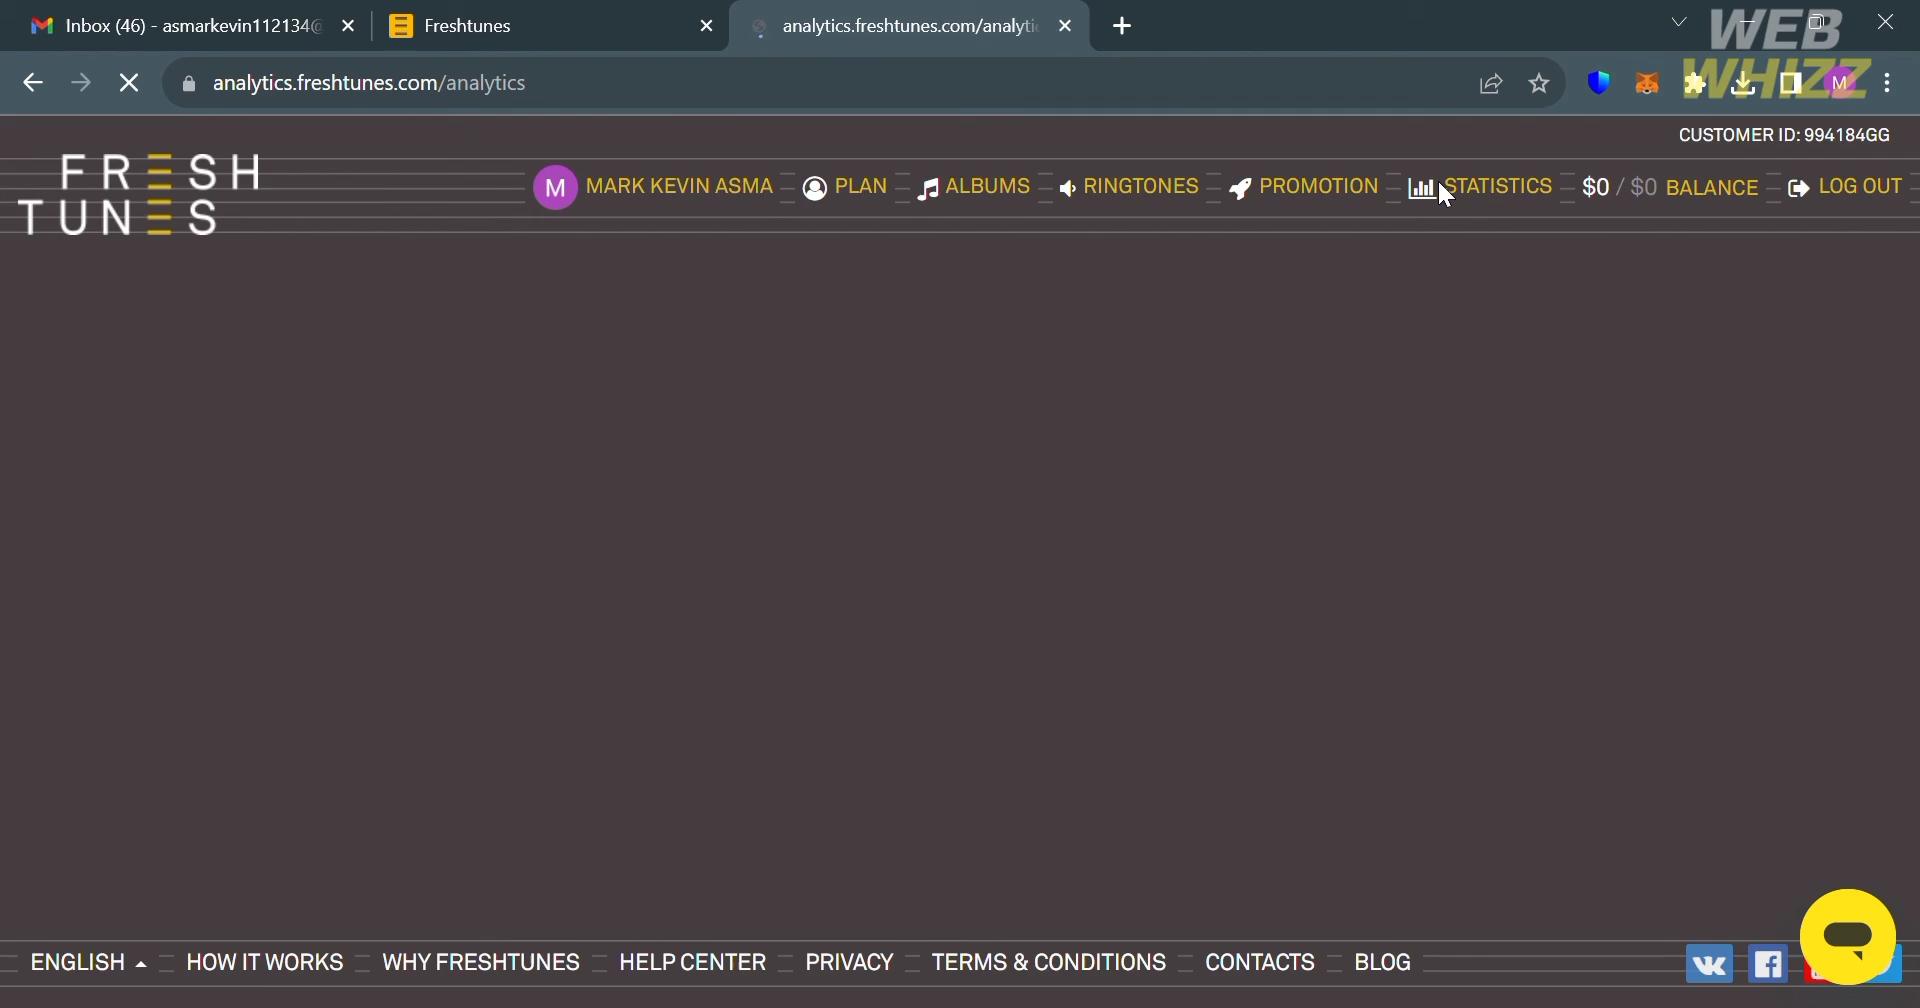 Inbox (46) - asmarkevin112134@
Freshtunes
analytics.freshtunes.com/analytic
WEB
WHIZZ
analytics.freshtunes.com/analytics
M
CUSTOMER ID: 994184GG
FRESH
TUNES
M MARK KEVIN ASMA PLAN ALBUMS RINGTONES PROMOTION STATISTICS $0 / $0 BALANCE LOG OUT
ENGLISH HOW IT WORKS WHY FRESHTUNES HELP CENTER PRIVACY TERMS & CONDITIONS CONTACTS BLOG